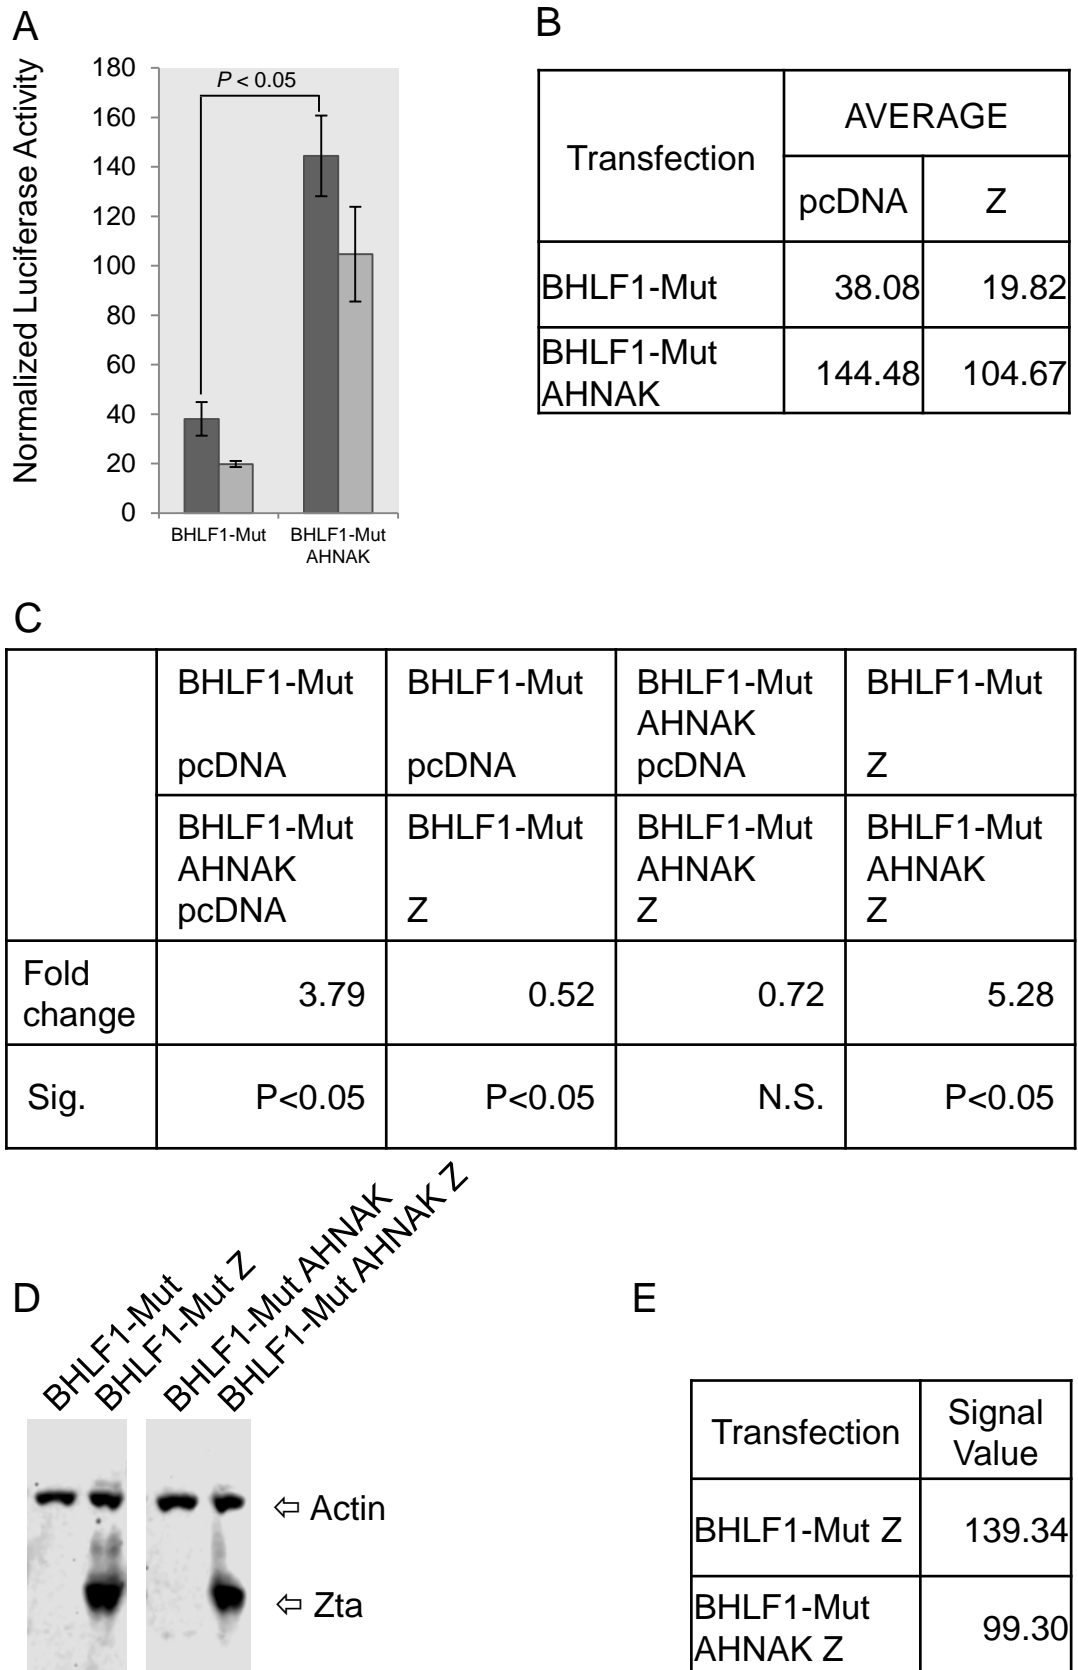 A
Normalized Luciferase Activity
180
160
140
120
100
80
60
40
20
0
P < 0.05
BHLF1-Mut
BHLF1-Mut
AHNAK
B
Transfection
AVERAGE
pcDNA
Z
BHLF1-Mut
38.08
19.82
BHLF1-Mut
AHNAK
144.48
104.67
C
BHLF1-Mut
pcDNA
BHLF1-Mut
pcDNA
BHLF1-Mut
AHNAK
pcDNA
BHLF1-Mut
Z
BHLF1-Mut
AHNAK
pcDNA
BHLF1-Mut
Z
BHLF1-Mut
AHNAK
Z
BHLF1-Mut
AHNAK
Z
Fold
change
3.79
0.52
0.72
5.28
Sig.
P<0.05
P<0.05
N.S.
P<0.05
D
BHLF1-Mut
BHLF1-Mut Z
BHLF1-Mut AHNAK
BHLF1-Mut AHNAK Z
⇦ Actin
⇦ Zta
E
Transfection
Signal
Value
BHLF1-Mut Z
139.34
BHLF1-Mut
AHNAK Z
99.30